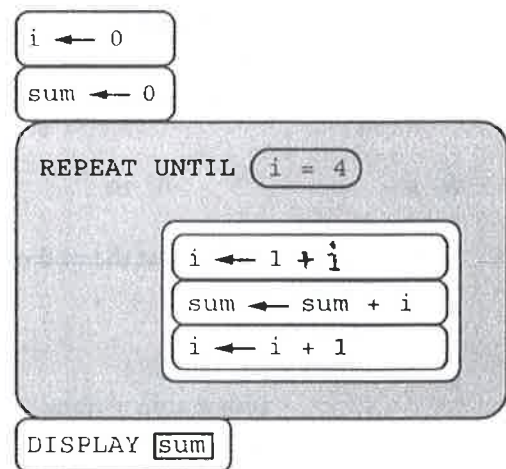 i ← 0
sum ← 0
REPEAT UNTIL i = 4
i ← 1 + i
sum ← sum + i
i ← i + 1
DISPLAY sum